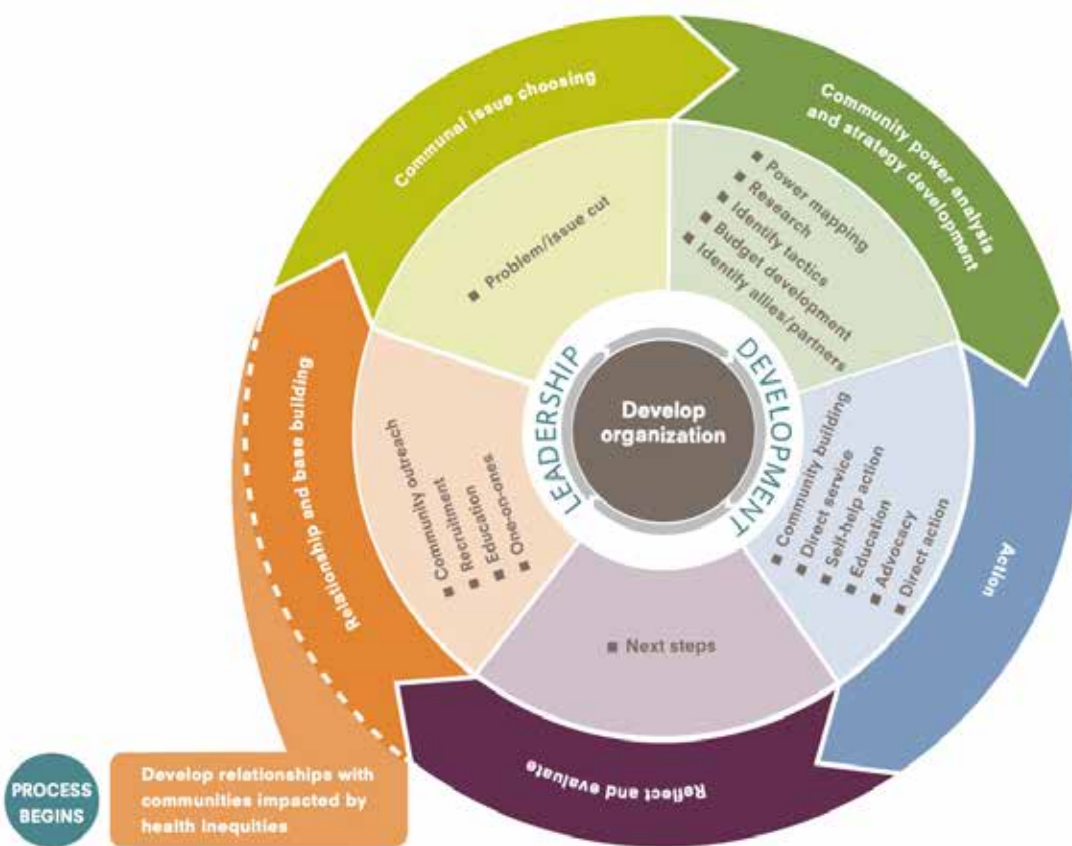 PROCESS
BEGINS
Develop relationships with
communities impacted by
health inequities
Relationship and base building
Community outreach
■ Recruitment
■ Education
■ One-on-ones
Communal issue choosing
■ Problem/issue cut
Community power analysis
and strategy development
■ Power mapping
■ Research
■ Identify tactics
■ Budget development
■ Identify allies/partners
Action
■ Community building
■ Direct service
■ Self-help action
■ Education
■ Advocacy
■ Direct action
Reflect and evaluate
■ Next steps
LEADERSHIP
DEVELOPMENT
Develop
organization